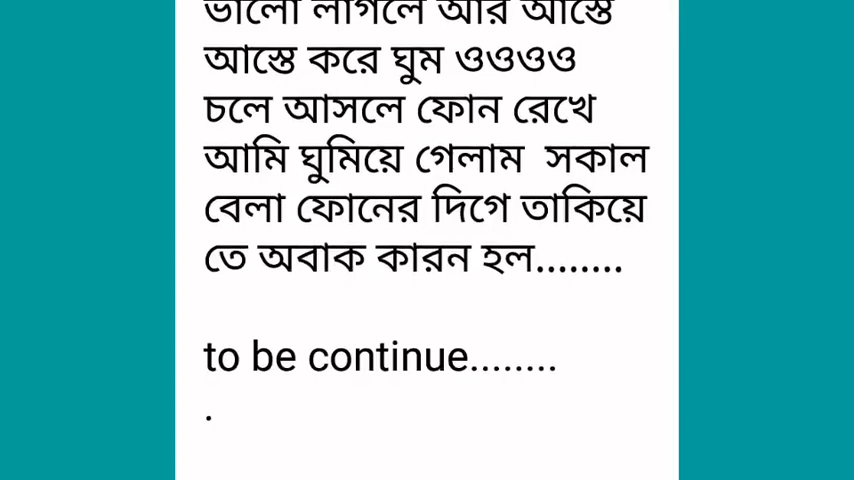 ভালো লাগলে আর আস্তে
আস্তে করে ঘুম ওওওও
চলে আসলে ফোন রেখে
আমি ঘুমিয়ে গেলাম  সকাল
বেলা ফোনের দিগে তাকিয়ে
তে অবাক কারন হল........
to be continue........
.